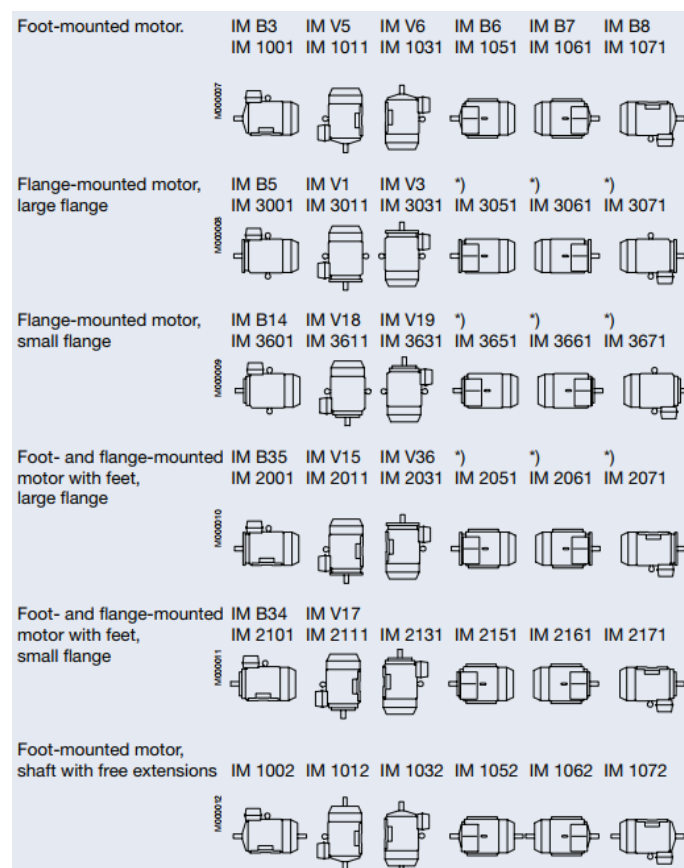 Foot-mounted motor. IM B3 IM V5 IM V6 IM B6 IM B7 IM B8
IM 1001 IM 1011 IM 1031 IM 1051 IM 1061 IM 1071
M000007
Flange-mounted motor, IM B5 IM V1 IM V3 *) *) *)
large flange IM 3001 IM 3011 IM 3031 IM 3051 IM 3061 IM 3071
M000008
Flange-mounted motor, IM B14 IM V18 IM V19 *) *) *)
small flange IM 3601 IM 3611 IM 3631 IM 3651 IM 3661 IM 3671
M000009
Foot- and flange-mounted IM B35 IM V15 IM V36 *) *) *)
motor with feet, IM 2001 IM 2011 IM 2031 IM 2051 IM 2061 IM 2071
large flange
M000010
Foot- and flange-mounted IM B34 IM V17
motor with feet, IM 2101 IM 2111 IM 2131 IM 2151 IM 2161 IM 2171
small flange
M000011
Foot-mounted motor,
shaft with free extensions IM 1002 IM 1012 IM 1032 IM 1052 IM 1062 IM 1072
M000012